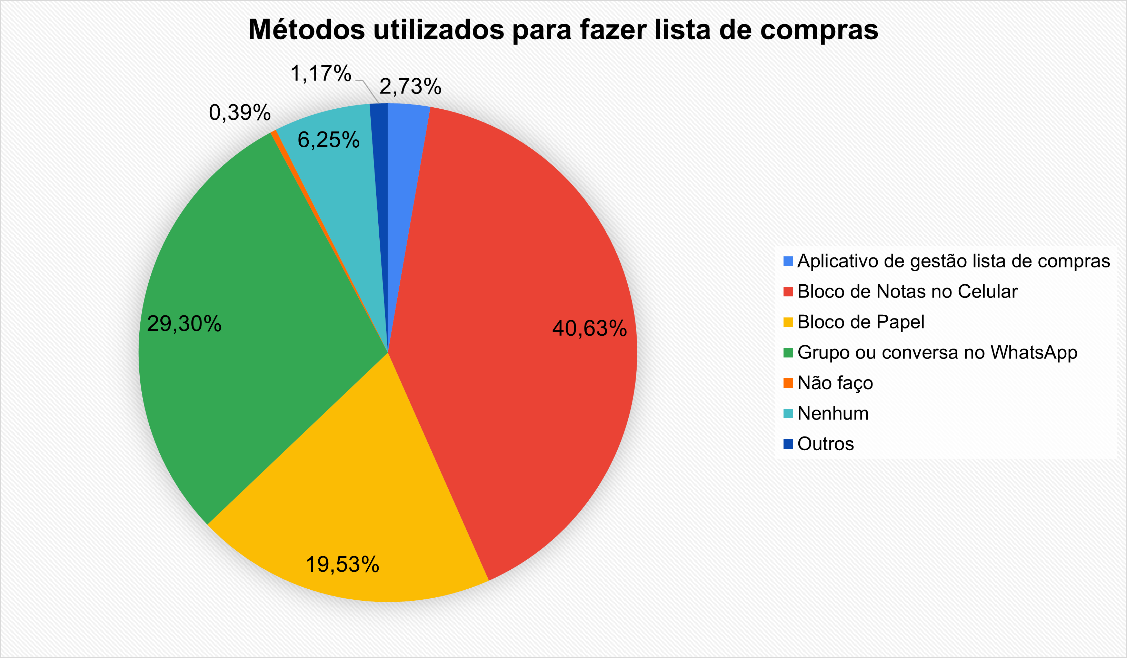 Métodos utilizados para fazer lista de compras
1,17%
2,73%
0,39%
6,25%
29,30%
40,63%
19,53%
Aplicativo de gestão lista de compras
Bloco de Notas no Celular
Bloco de Papel
Grupo ou conversa no WhatsApp
Não faço
Nenhum
Outros